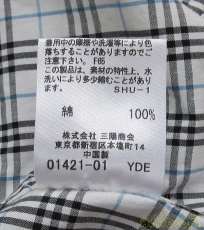 着用中の摩擦や洗濯等により色
落ちすることがありますのでご
注意下さい。 F65
この製品は、素材の特性上、水
洗いにより多少縮むことがあり
ます。 SHU-1
綿 100%
株式会社 三陽商会
東京都新宿区本塩町14
中国製
01421-01 YDE